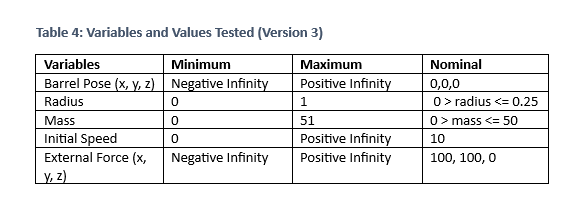 Table 4: Variables and Values Tested (Version 3)
Variables Minimum Maximum Nominal
Barrel Pose (x, y, z) Negative Infinity Positive Infinity 0,0,0
Radius 0 1 0 > radius <= 0.25
Mass 0 51 0 > mass <= 50
Initial Speed 0 Positive Infinity 10
External Force (x, Negative Infinity Positive Infinity 100, 100, 0
y, z)